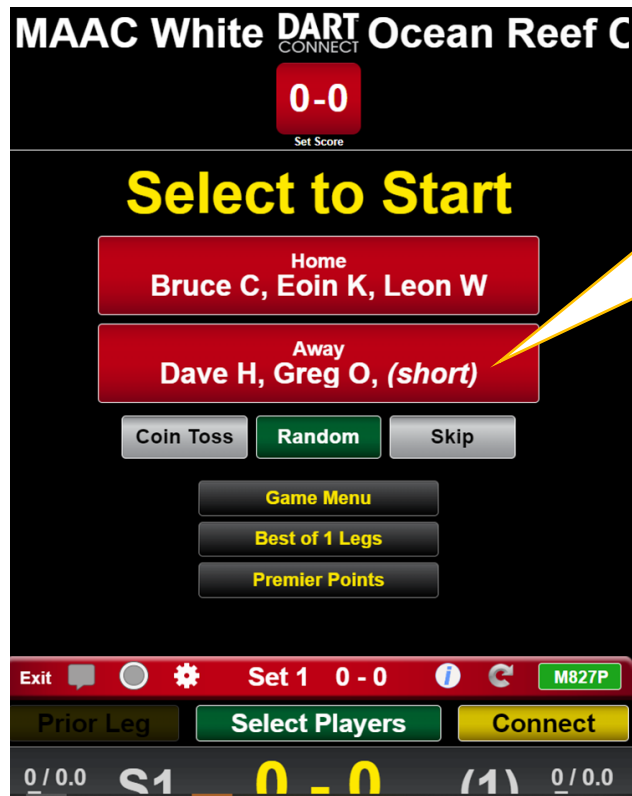 MAAC White DART CONNECT Ocean Reef
0-0
Set Score
Select to Start
Home
Bruce C, Eoin K, Leon W
Away
Dave H, Greg O, (short)
Coin Toss Random Skip
Game Menu
Best of 1 Legs
Premier Points
Exit Set 1 0 - 0 i M827P
Prior Leg Select Players Connect
0 / 0.0 S1 0 - 0 (1) 0 / 0.0